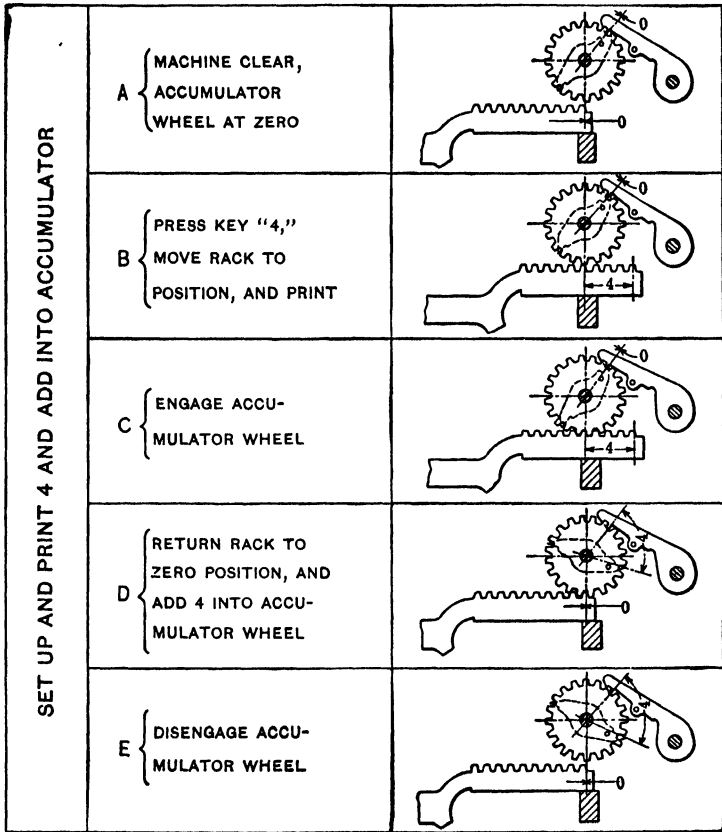 SET UP AND PRINT 4 AND ADD INTO ACCUMULATOR
A
MACHINE CLEAR,
ACCUMULATOR
WHEEL AT ZERO
0
0
B
PRESS KEY "4,"
MOVE RACK TO
POSITION, AND PRINT
0
4
C
ENGAGE ACCU-
MULATOR WHEEL
0
4
D
RETURN RACK TO
ZERO POSITION, AND
ADD 4 INTO ACCU-
MULATOR WHEEL
4
0
E
DISENGAGE ACCU-
MULATOR WHEEL
4
0